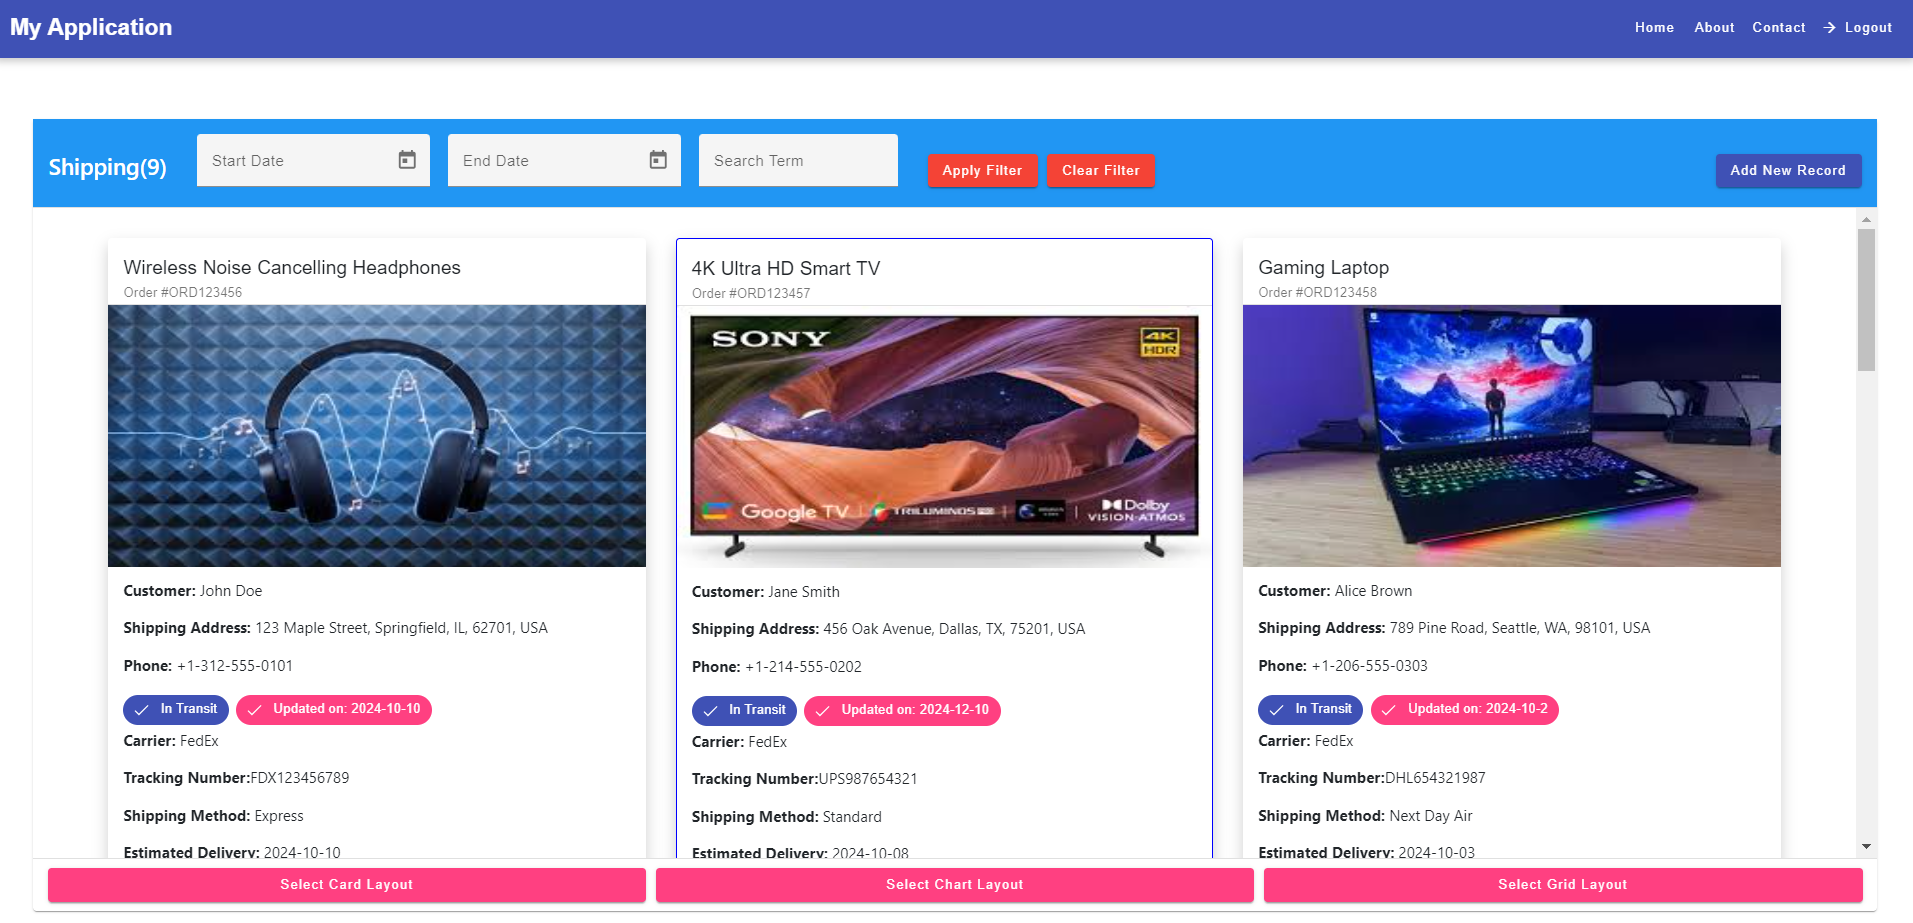 My Application
Home About Contact Logout
Shipping(9)
Start Date
End Date
Search Term
Apply Filter
Clear Filter
Add New Record
Wireless Noise Cancelling Headphones
Order #ORD123456
Customer: John Doe
Shipping Address: 123 Maple Street, Springfield, IL, 62701, USA
Phone: +1-312-555-0101
In Transit
Updated on: 2024-10-10
Carrier: FedEx
Tracking Number:FDX123456789
Shipping Method: Express
Estimated Delivery: 2024-10-10
4K Ultra HD Smart TV
Order #ORD123457
SONY
4K
HDR
Google TV
TRILUMINOS
Dolby
VISION·ATMOS
Customer: Jane Smith
Shipping Address: 456 Oak Avenue, Dallas, TX, 75201, USA
Phone: +1-214-555-0202
In Transit
Updated on: 2024-12-10
Carrier: FedEx
Tracking Number:UPS987654321
Shipping Method: Standard
Estimated Delivery: 2024-10-08
Gaming Laptop
Order #ORD123458
Customer: Alice Brown
Shipping Address: 789 Pine Road, Seattle, WA, 98101, USA
Phone: +1-206-555-0303
In Transit
Updated on: 2024-10-2
Carrier: FedEx
Tracking Number:DHL654321987
Shipping Method: Next Day Air
Estimated Delivery: 2024-10-03
Select Card Layout
Select Chart Layout
Select Grid Layout